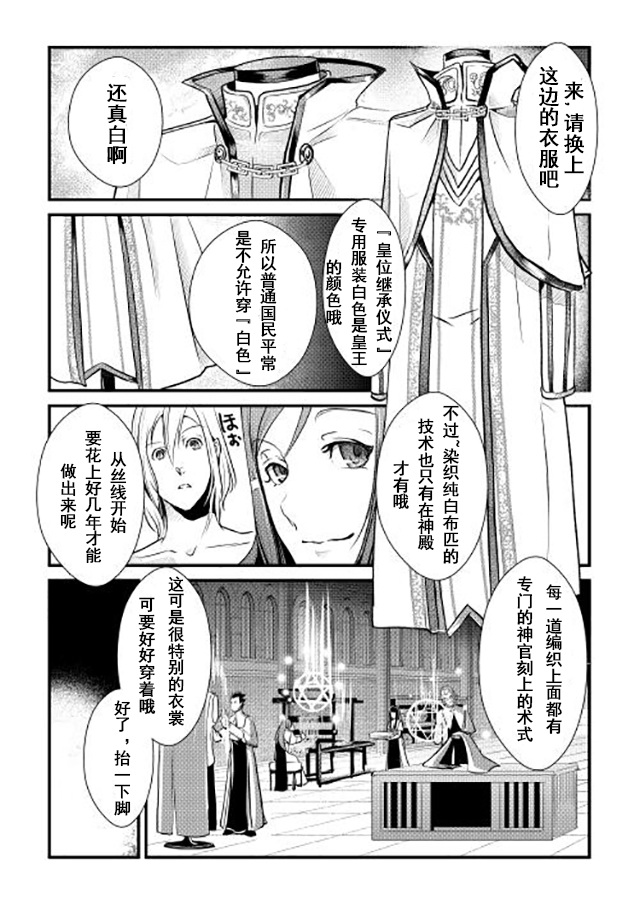 来，请换上
这边的衣服吧
还真白啊
『皇位继承仪式』
专用服装白色是皇王
的颜色哦
所以普通国民平常
是不允许穿『白色』
不过~染织纯白布匹的
技术也只有在神殿
才有哦
ほぉ
从丝线开始
要花上好几年才能
做出来呢
每一道编织上面都有
专门的神官刻上的术式
这可是很特别的衣裳
可要好好穿着哦
好了，抬一下脚